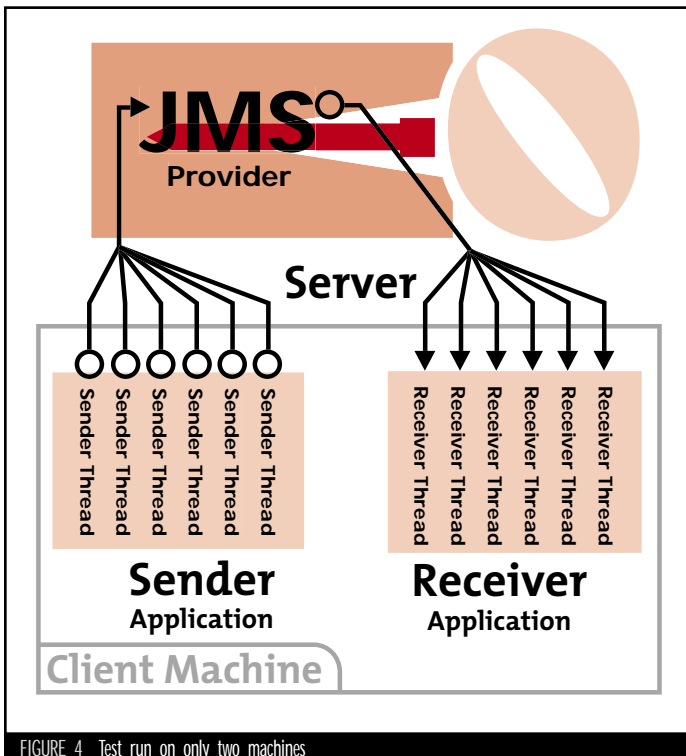 JMS
Provider
Server
Sender Thread
Sender Thread
Sender Thread
Sender Thread
Sender Thread
Sender Thread
Receiver Thread
Receiver Thread
Receiver Thread
Receiver Thread
Receiver Thread
Receiver Thread
Sender
Application
Receiver
Application
Client Machine
FIGURE 4 Test run on only two machines